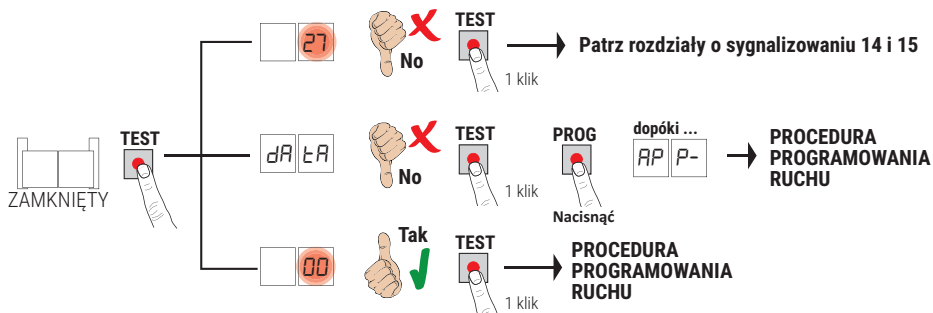 27
No
TEST
1 klik
Patrz rozdziały o sygnalizowaniu 14 i 15
ZAMKNIĘTY
TEST
dA tA
No
TEST
1 klik
PROG
Nacisnąć
dopóki ...
AP P-
PROCEDURA
PROGRAMOWANIA
RUCHU
00
Tak
TEST
1 klik
PROCEDURA
PROGRAMOWANIA
RUCHU